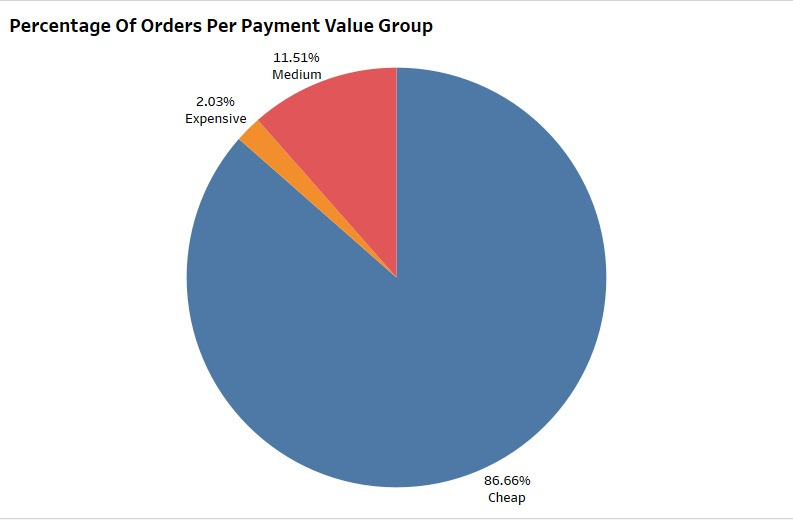 Percentage Of Orders Per Payment Value Group
11.51%
Medium
2.03%
Expensive
86.66%
Cheap